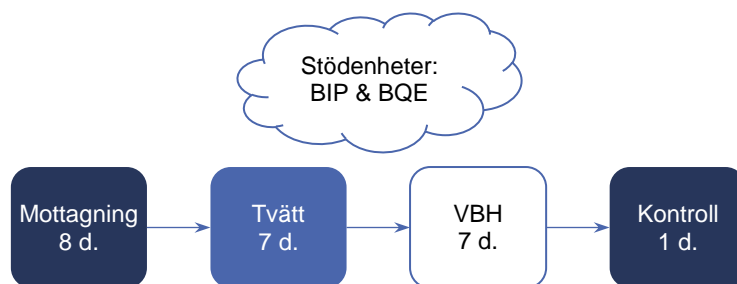 Stödenheter:
BIP & BQE
Mottagning
8 d.
Tvätt
7 d.
VBH
7 d.
Kontroll
1 d.